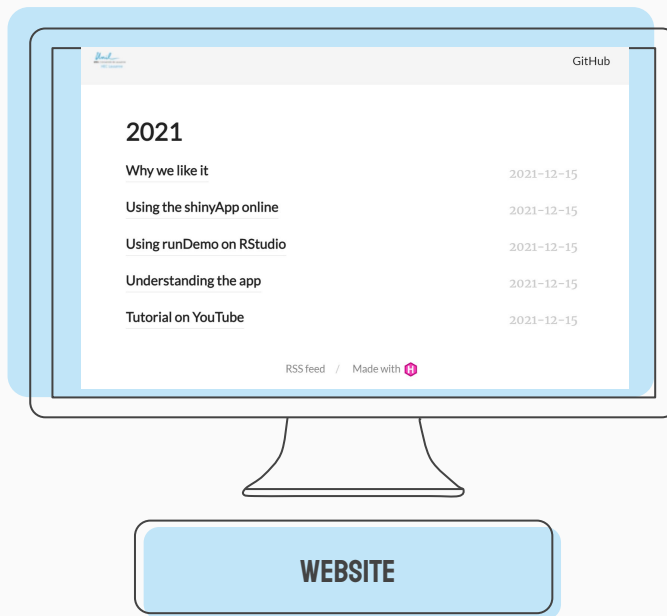 GitHub
2021
Why we like it 2021-12-15
Using the shinyApp online 2021-12-15
Using runDemo on RStudio 2021-12-15
Understanding the app 2021-12-15
Tutorial on YouTube 2021-12-15
RSS feed / Made with H
WEBSITE